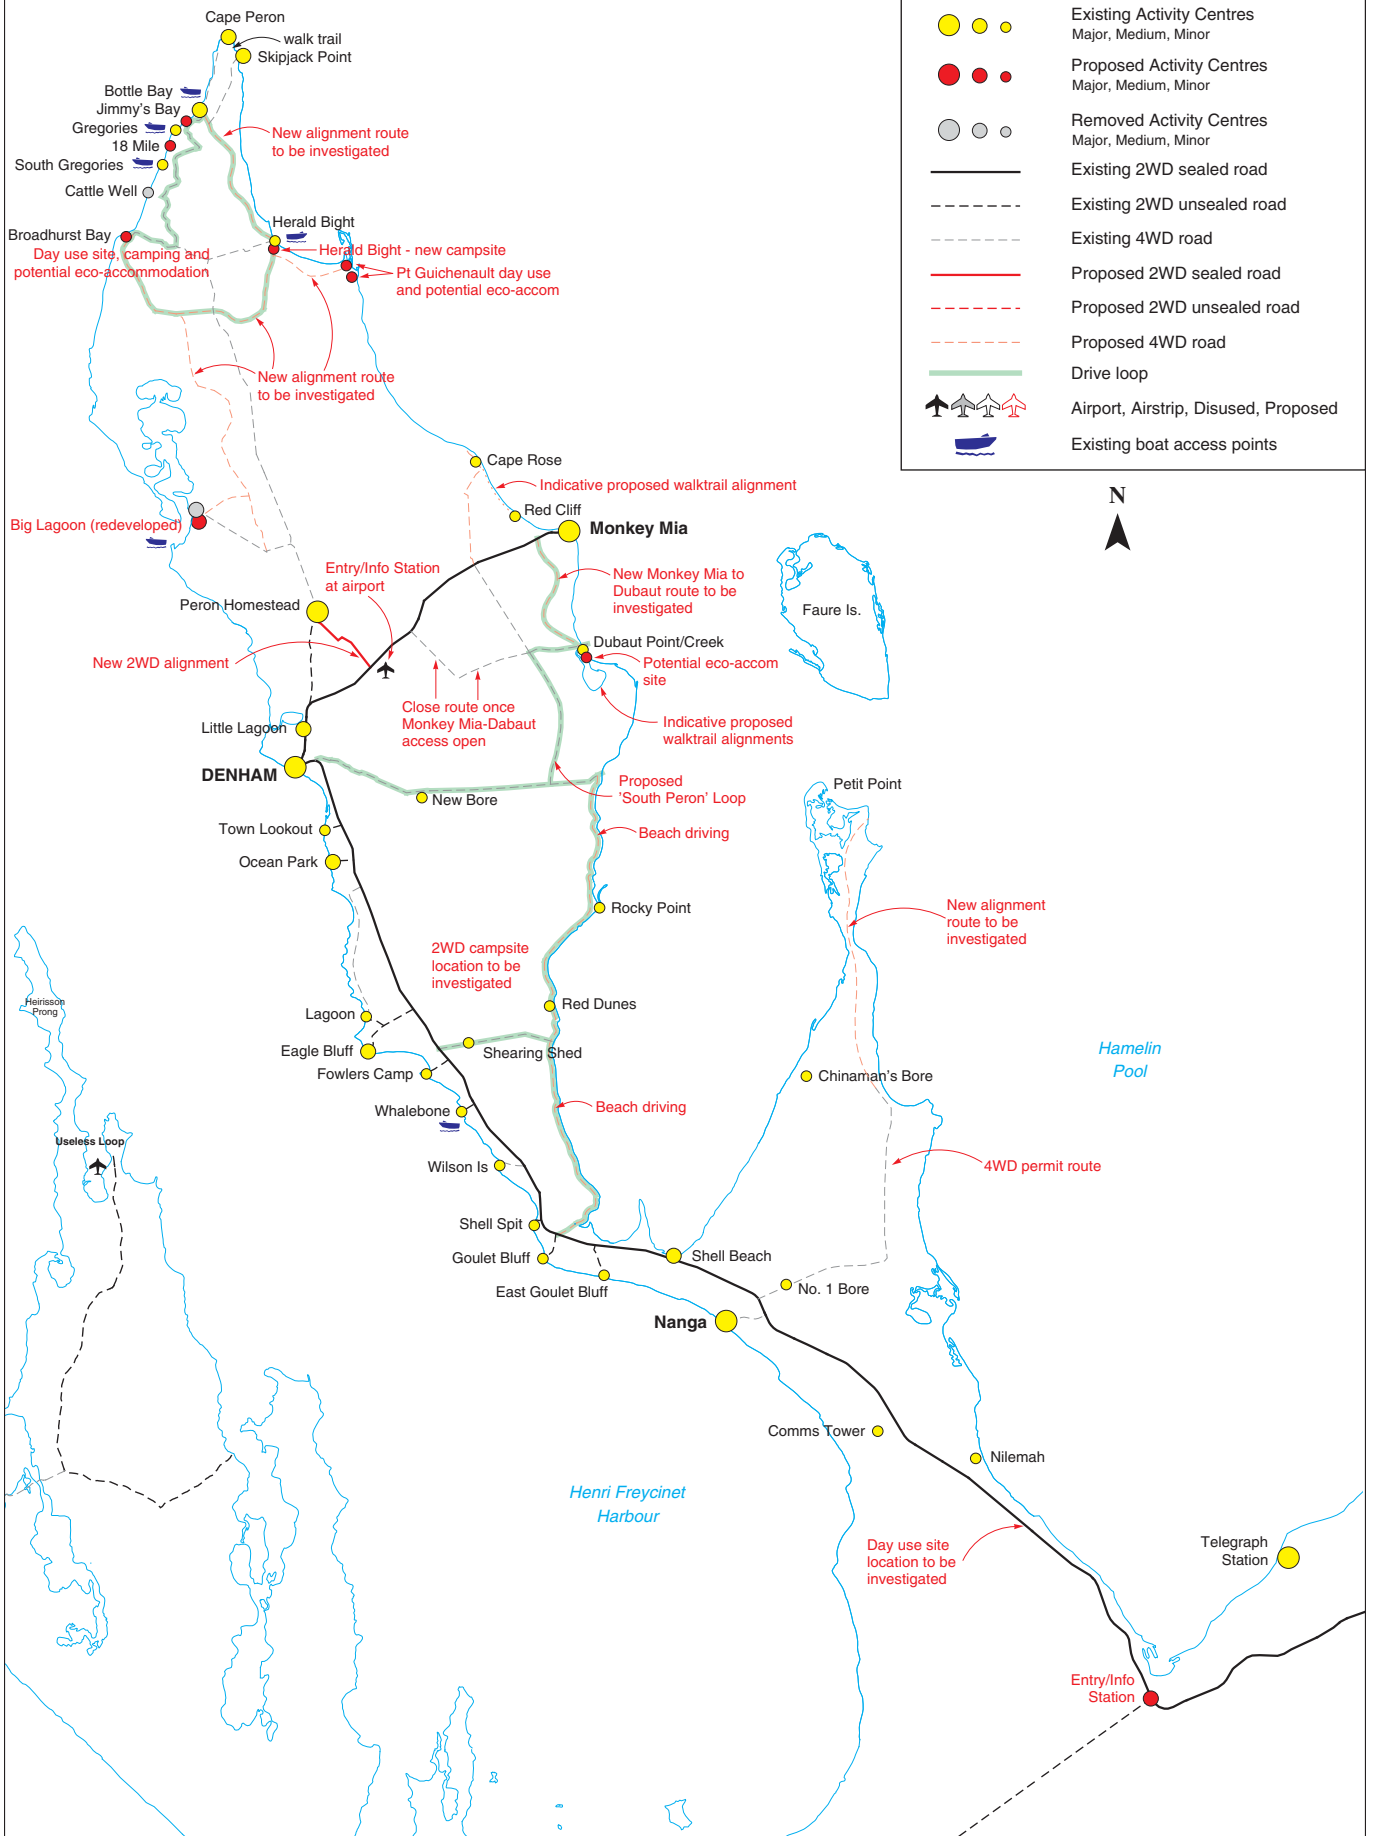 Cape Peron
walk trail
Skipjack Point
Bottle Bay
Jimmy's Bay
Gregories
18 Mile
South Gregories
Cattle Well
Broadhurst Bay
Day use site, camping and
potential eco-accommodation
New alignment route
to be investigated
Herald Bight
Herald Bight - new campsite
Pt Guichenault day use
and potential eco-accom
New alignment route
to be investigated
Existing Activity Centres
Major, Medium, Minor
Proposed Activity Centres
Major, Medium, Minor
Removed Activity Centres
Major, Medium, Minor
Existing 2WD sealed road
Existing 2WD unsealed road
Existing 4WD road
Proposed 2WD sealed road
Proposed 2WD unsealed road
Proposed 4WD road
Drive loop
Airport, Airstrip, Disused, Proposed
Existing boat access points
N
Cape Rose
Indicative proposed walktrail alignment
Red Cliff
Monkey Mia
Big Lagoon (redeveloped)
Entry/Info Station
at airport
Peron Homestead
New 2WD alignment
New Monkey Mia to
Dubaut route to be
investigated
Faure Is.
Dubaut Point/Creek
Potential eco-accom
site
Close route once
Monkey Mia-Dabaut
access open
Indicative proposed
walktrail alignments
Little Lagoon
DENHAM
New Bore
Proposed
'South Peron' Loop
Petit Point
Town Lookout
Beach driving
Ocean Park
Rocky Point
New alignment
route to be
investigated
2WD campsite
location to be
investigated
Heirisson
Prong
Lagoon
Red Dunes
Eagle Bluff
Shearing Shed
Hamelin
Pool
Fowlers Camp
Chinaman's Bore
Whalebone
Beach driving
Useless Loop
Wilson Is
4WD permit route
Shell Spit
Goulet Bluff
Shell Beach
East Goulet Bluff
No. 1 Bore
Nanga
Comms Tower
Nilemah
Henri Freycinet
Harbour
Day use site
location to be
investigated
Telegraph
Station
Entry/Info
Station